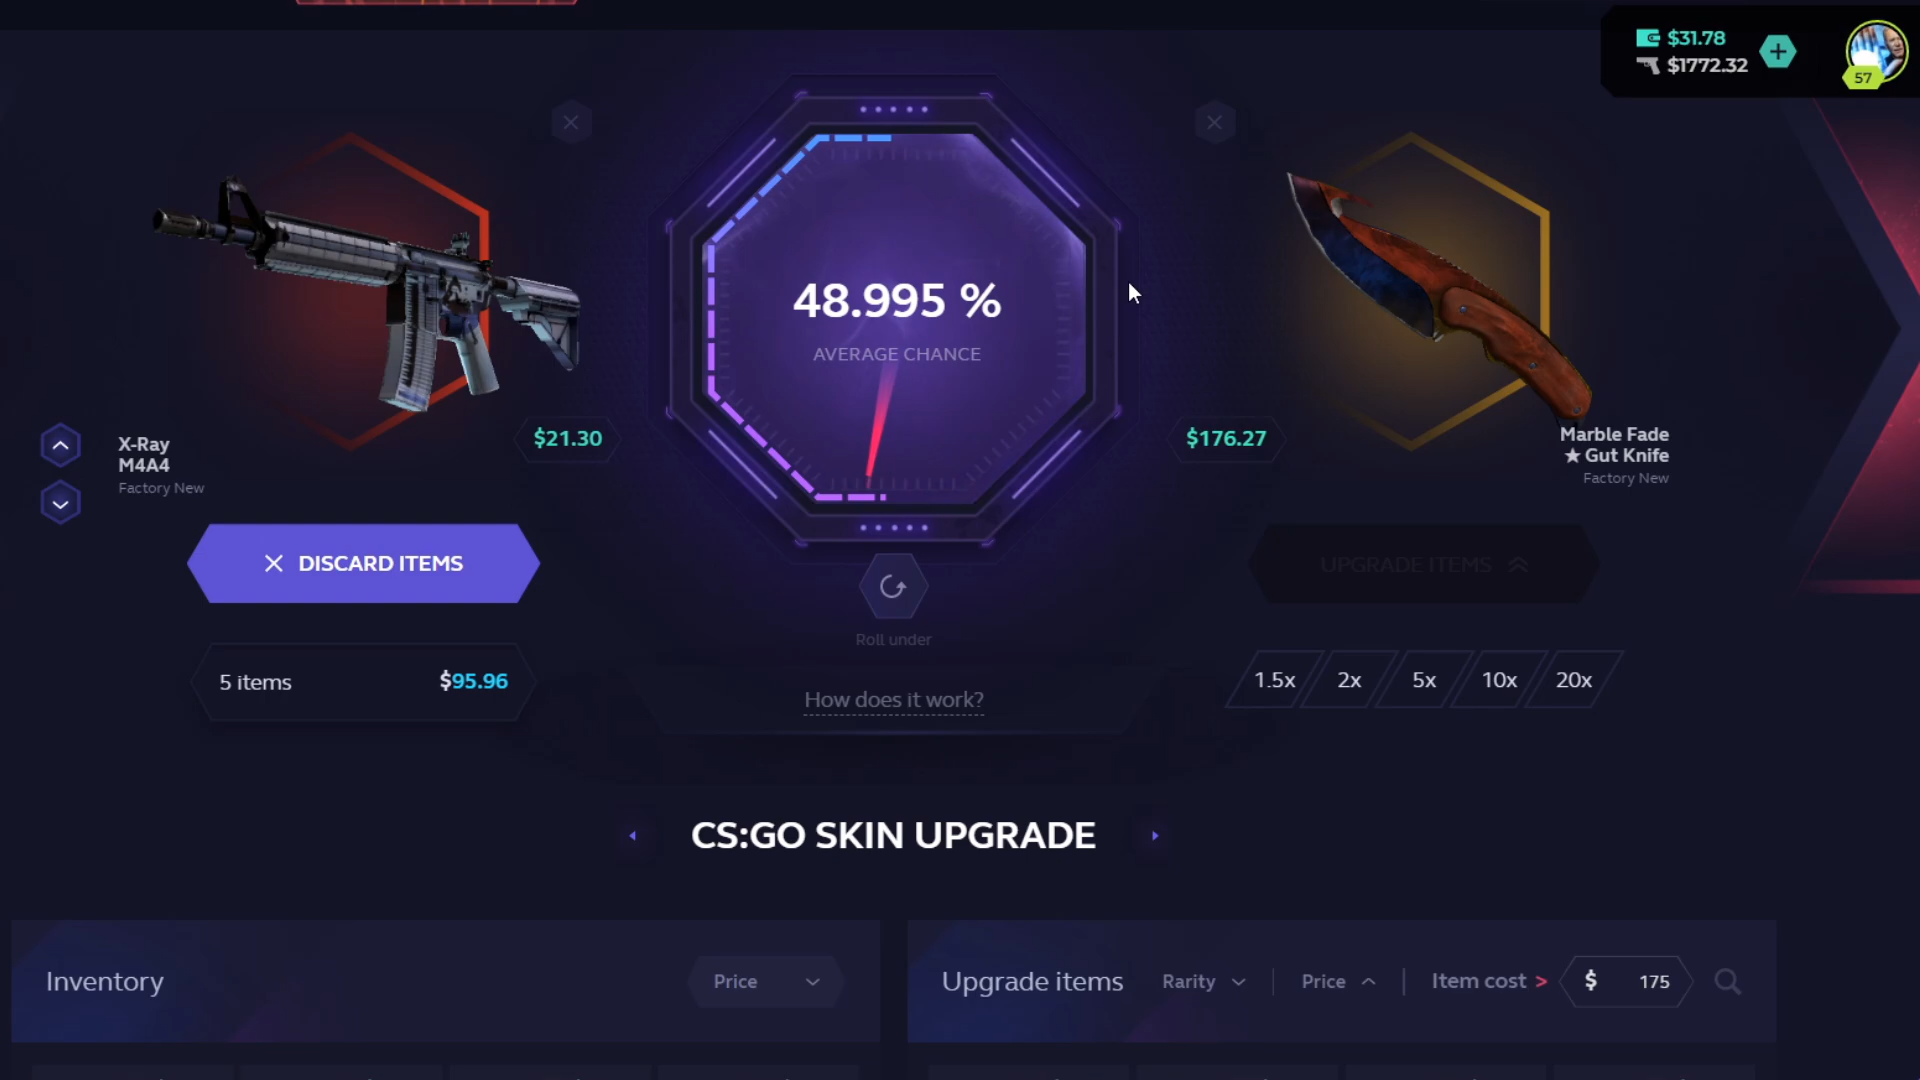 $31.78
$1772.32
57
48.995 %
AVERAGE CHANCE
$21.30
$176.27
X-Ray
M4A4
Factory New
Marble Fade
★ Gut Knife
Factory New
DISCARD ITEMS
UPGRADE ITEMS
Roll under
5 items
$95.96
How does it work?
1.5x
2x
5x
10x
20x
CS:GO SKIN UPGRADE
Inventory
Price
Upgrade items
Rarity
Price
Item cost >
$ 175